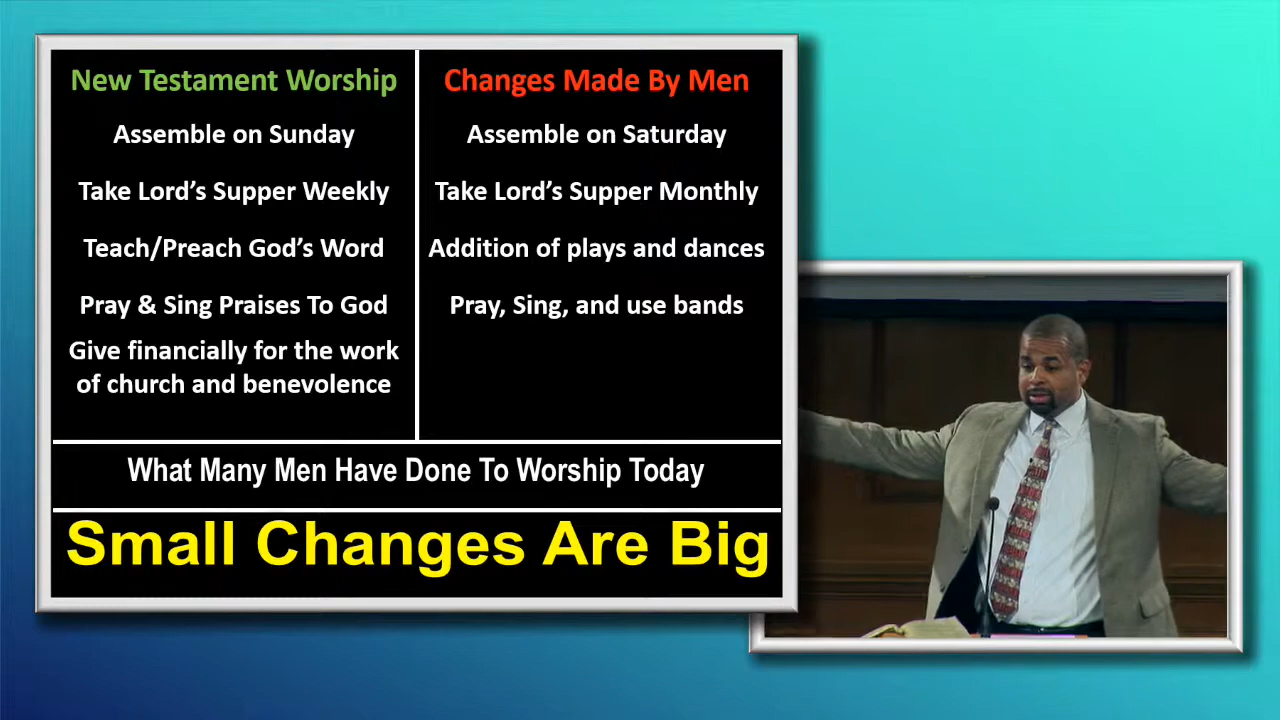 New Testament Worship
Changes Made By Men
Assemble on Sunday
Assemble on Saturday
Take Lord’s Supper Weekly
Take Lord’s Supper Monthly
Teach/Preach God’s Word
Addition of plays and dances
Pray & Sing Praises To God
Pray, Sing, and use bands
Give financially for the work
of church and benevolence
What Many Men Have Done To Worship Today
Small Changes Are Big